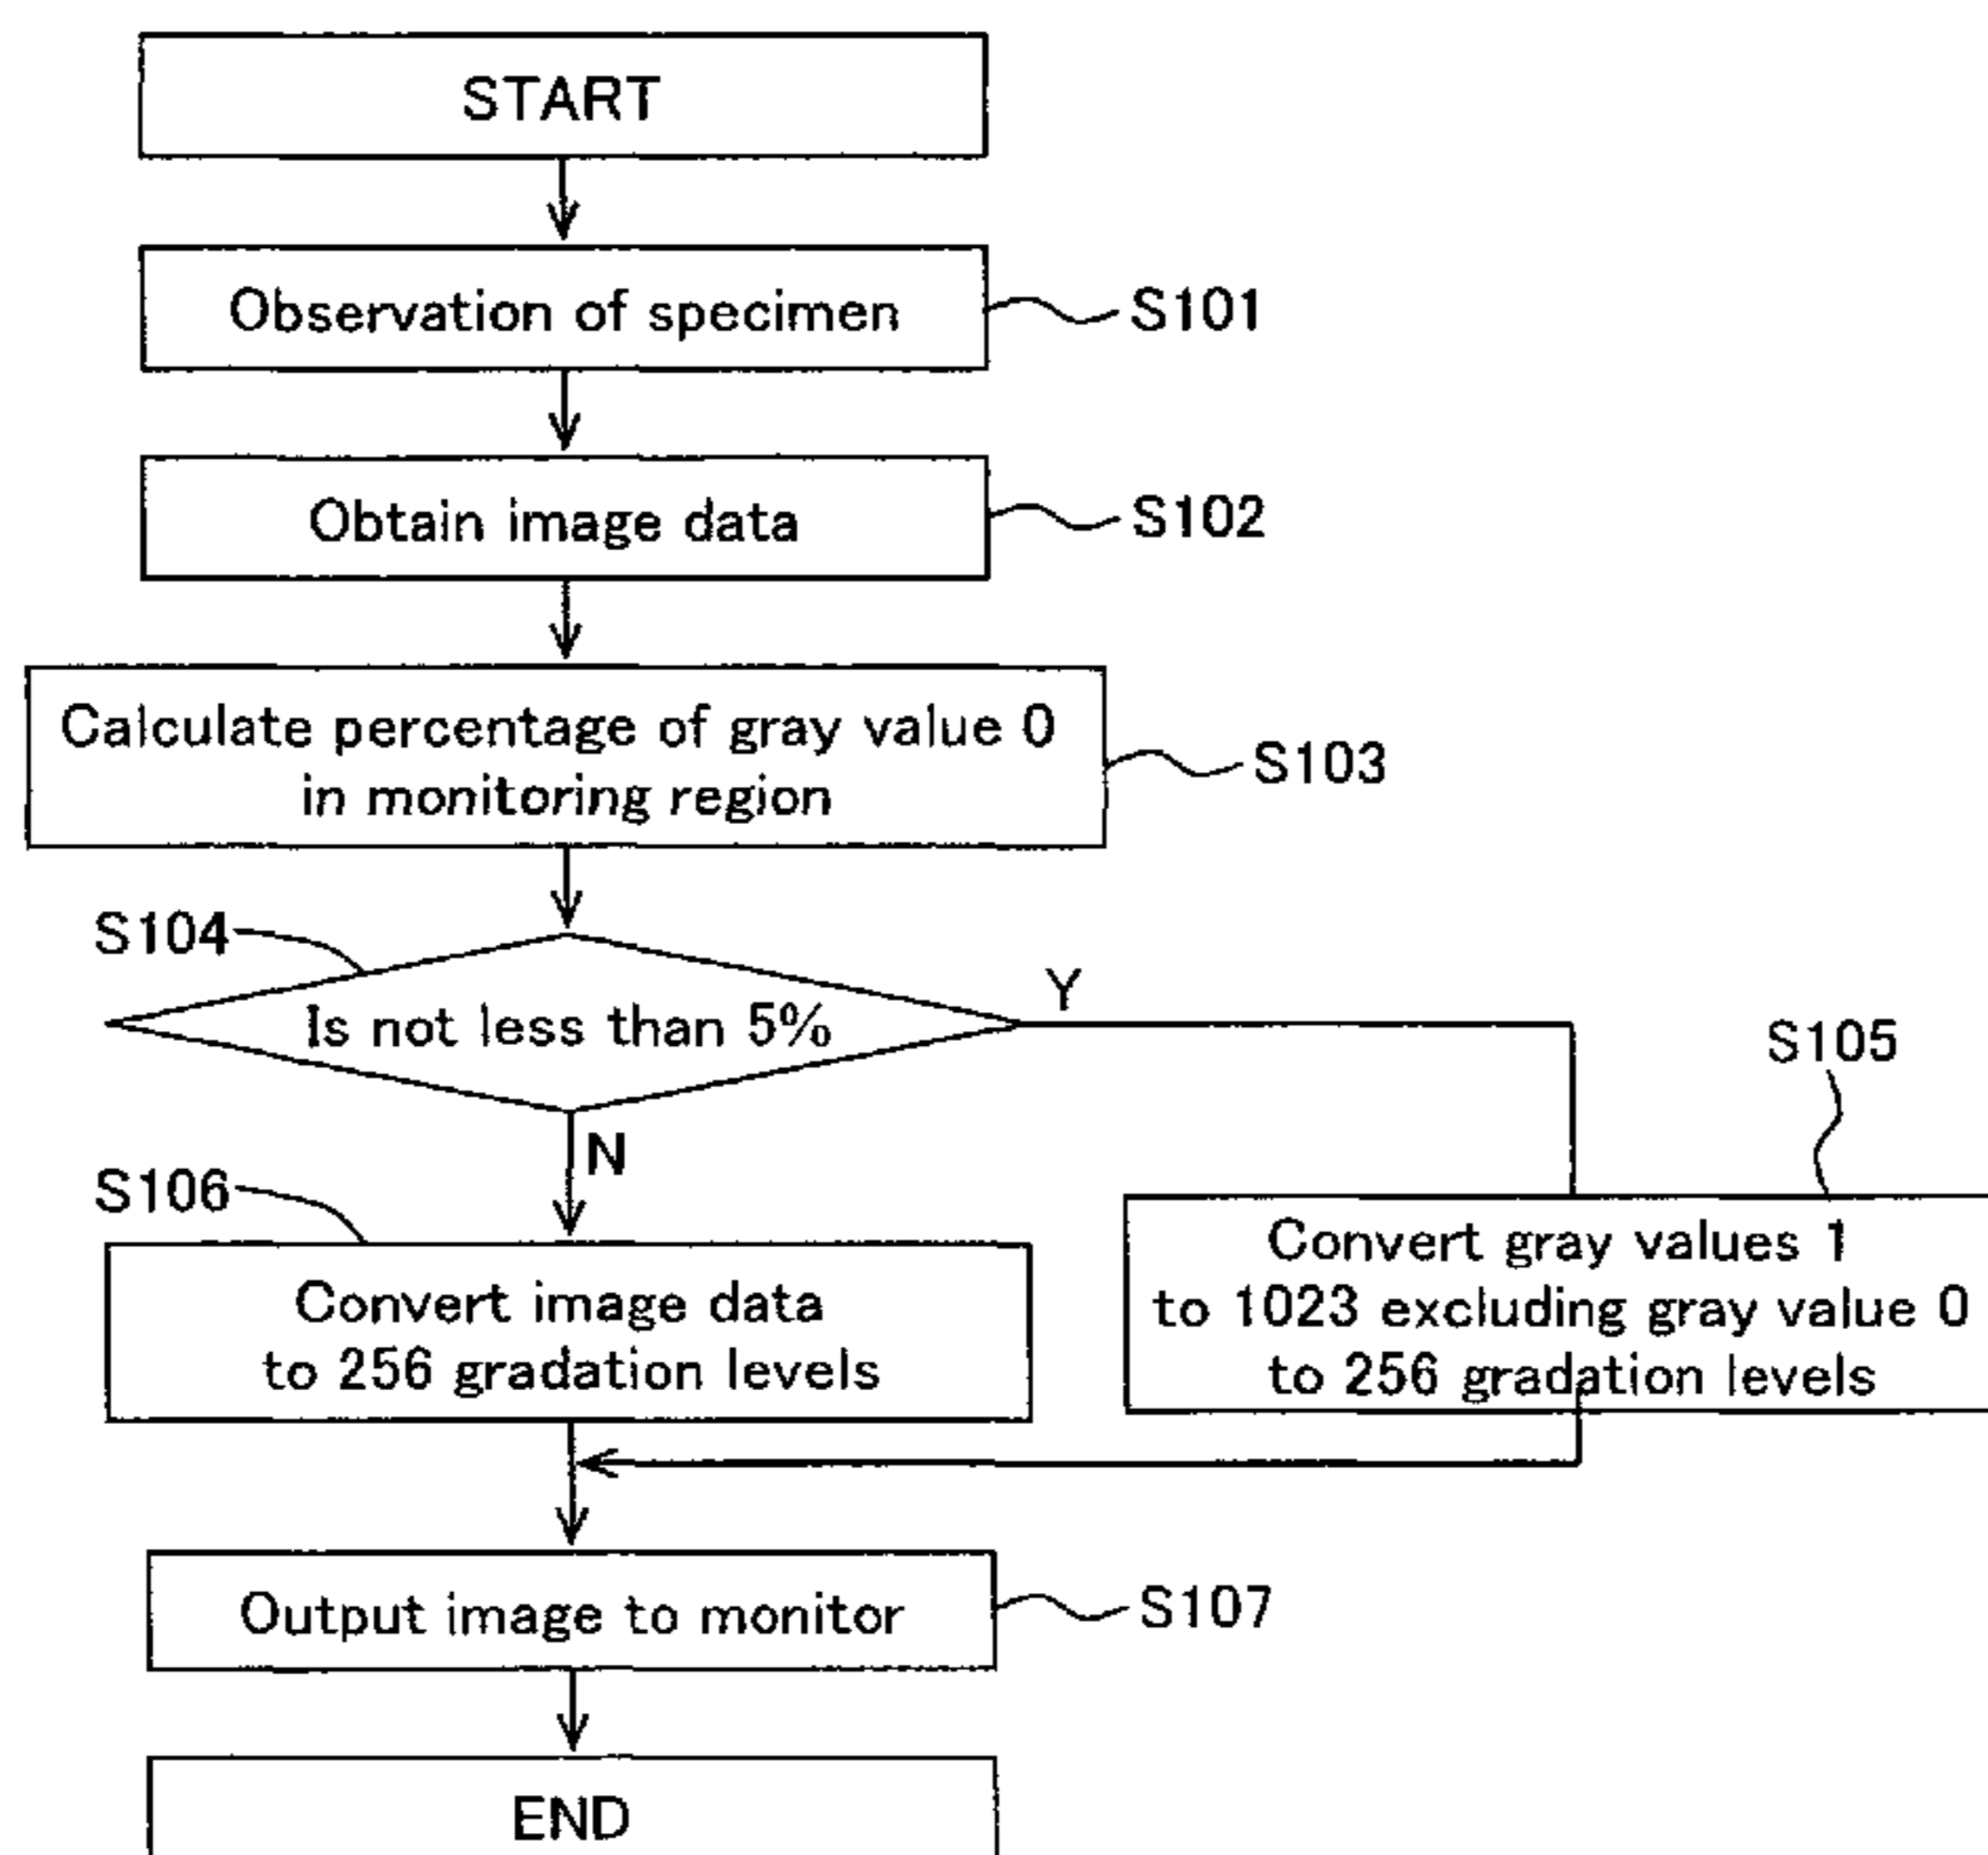 START
Observation of specimen
S101
Obtain image data
S102
Calculate percentage of gray value 0
in monitoring region
S103
S104
Is not less than 5%
Y
N
S105
Convert gray values 1
to 1023 excluding gray value 0
to 256 gradation levels
S106
Convert image data
to 256 gradation levels
Output image to monitor
S107
END